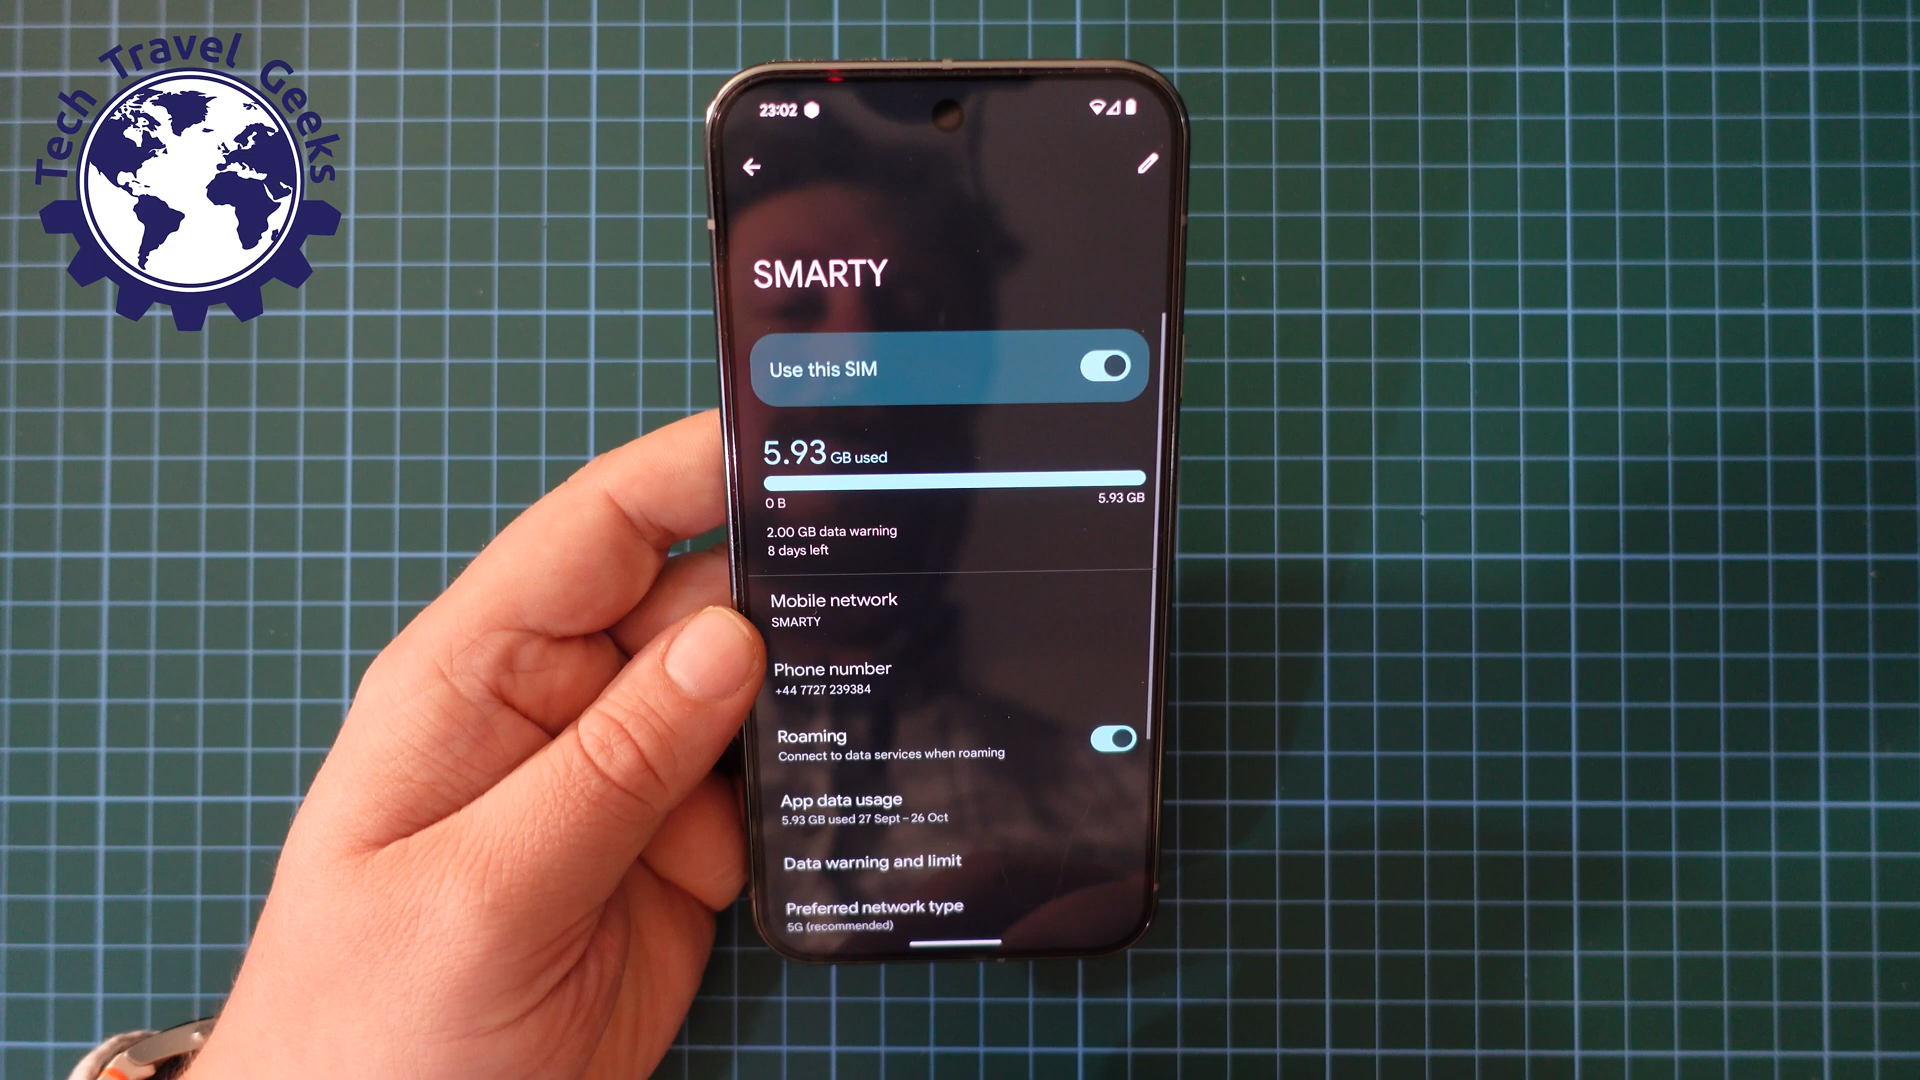 Tech Travel Geeks
23:02
SMARTY
Use this SIM
5.93 GB used
0 B 5.93 GB
2.00 GB data warning
8 days left
Mobile network
SMARTY
Phone number
+44 7727 239384
Roaming
Connect to data services when roaming
App data usage
5.93 GB used 27 Sept – 26 Oct
Data warning and limit
Preferred network type
5G (recommended)